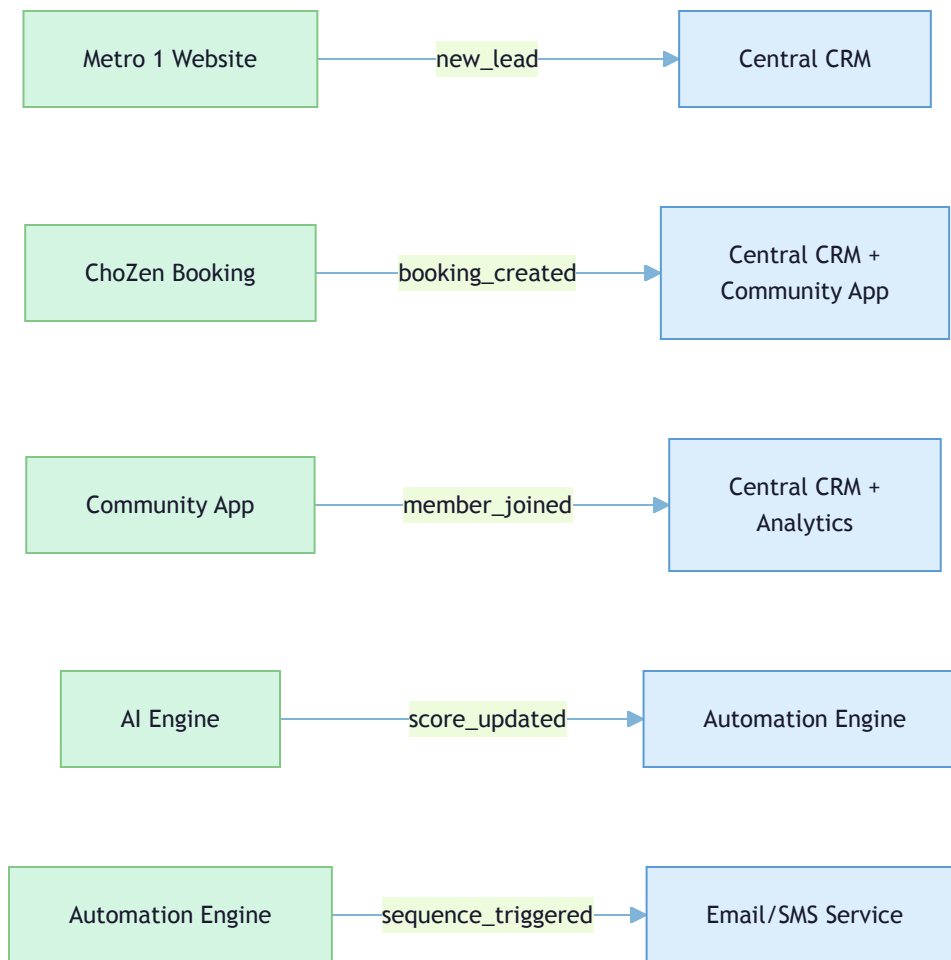 Metro 1 Website
new_lead
Central CRM
ChoZen Booking
booking_created
Central CRM +
Community App
Community App
member_joined
Central CRM +
Analytics
AI Engine
score_updated
Automation Engine
Automation Engine
sequence_triggered
Email/SMS Service